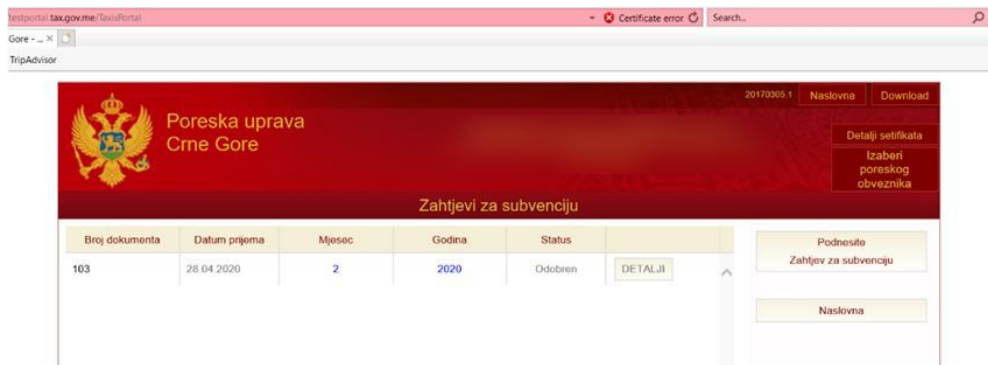 testportal.tax.gov.me/TaxisPortal
Certificate error
Search...
Gore - ...
TripAdvisor
20170305.1
Naslovna
Download
Poreska uprava
Crne Gore
Detalji setifikata
Izaberi
poreskog
obveznika
Zahtjevi za subvenciju
Broj dokumenta Datum prijema Mjesec Godina Status
103 28.04.2020 2 2020 Odobren DETALJI
Podnesite
Zahtjev za subvenciju
Naslovna